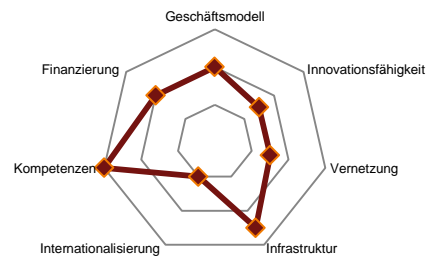 Geschäftsmodell
Finanzierung
Innovationsfähigkeit
Kompetenzen
Vernetzung
Internationalisierung
Infrastruktur